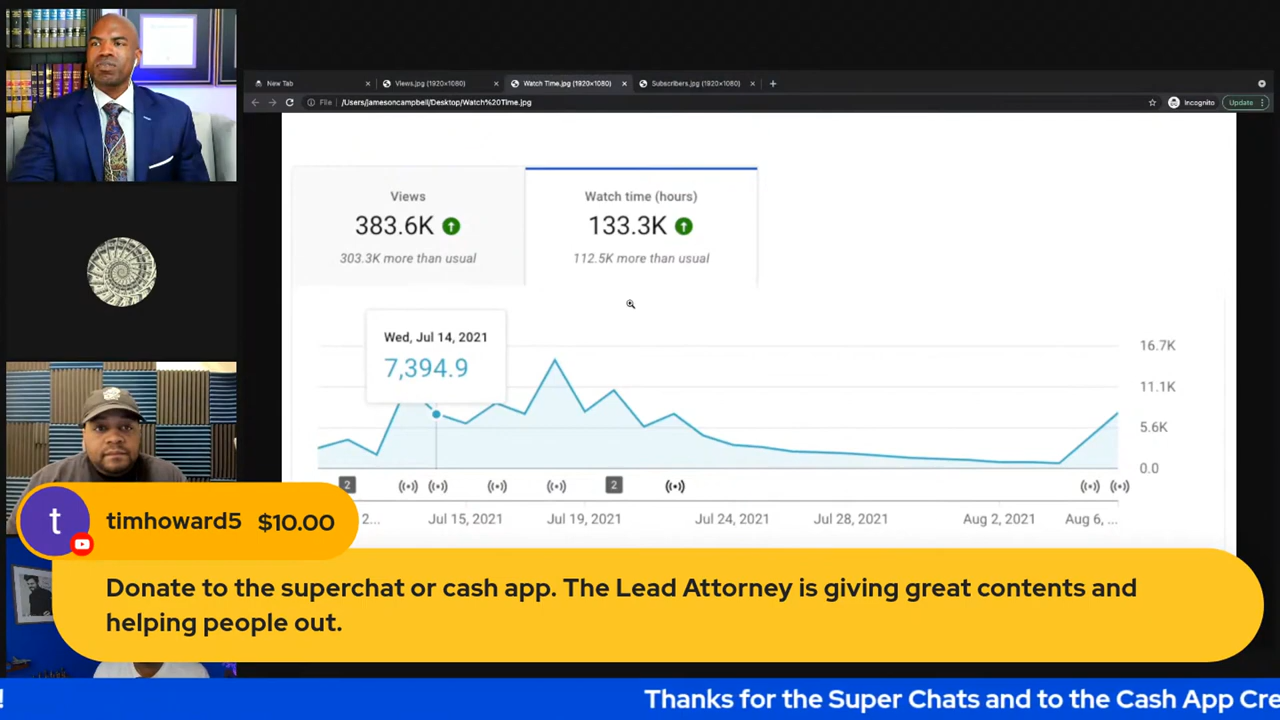 New Tab
Views.jpg (1920×1080)
Watch Time.jpg (1920×1080)
Subscribers.jpg (1920×1080)
File
/Users/jamesoncampbell/Desktop/Watch%20Time.jpg
Incognito
Update
Views
383.6K
303.3K more than usual
Watch time (hours)
133.3K
112.5K more than usual
Wed, Jul 14, 2021
7,394.9
16.7K
11.1K
5.6K
0.0
2
2
2...
Jul 15, 2021
Jul 19, 2021
Jul 24, 2021
Jul 28, 2021
Aug 2, 2021
Aug 6, ...
t
timhoward5 $10.00
Donate to the superchat or cash app. The Lead Attorney is giving great contents and
helping people out.
! Thanks for the Super Chats and to the Cash App Cre